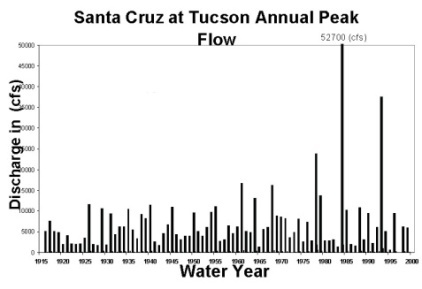 Santa Cruz at Tucson Annual Peak
Flow
52700 (cfs)
Discharge in (cfs)
50000
45000
40000
35000
30000
25000
20000
15000
10000
5000
0
1915 1920 1925 1930 1935 1940 1945 1950 1955 1960 1965 1970 1975 1980 1985 1990 1995 2000
Water Year